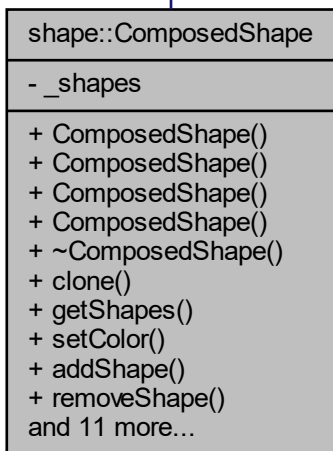 shape::ComposedShape
- _shapes
+ ComposedShape()
+ ComposedShape()
+ ComposedShape()
+ ComposedShape()
+ ~ComposedShape()
+ clone()
+ getShapes()
+ setColor()
+ addShape()
+ removeShape()
and 11 more...